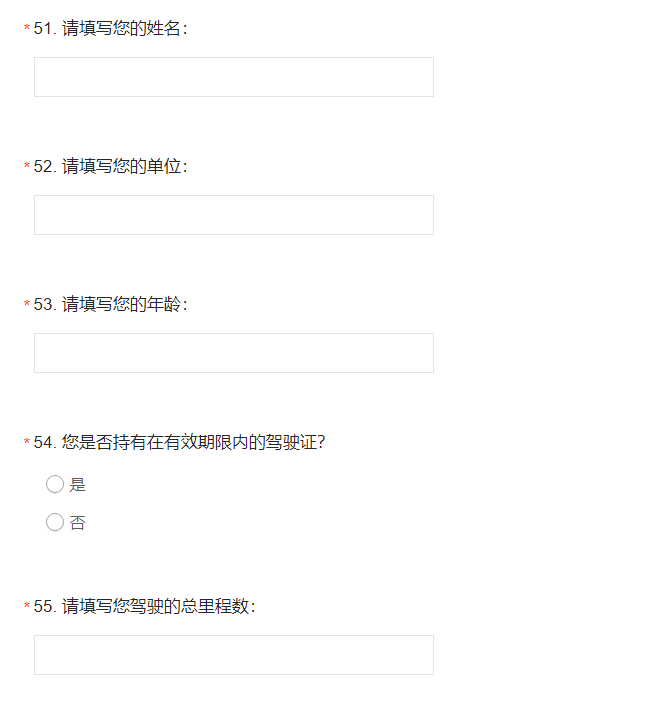 * 51. 请填写您的姓名：
* 52. 请填写您的单位：
* 53. 请填写您的年龄：
* 54. 您是否持有在有效期限内的驾驶证？
是
否
* 55. 请填写您驾驶的总里程数：